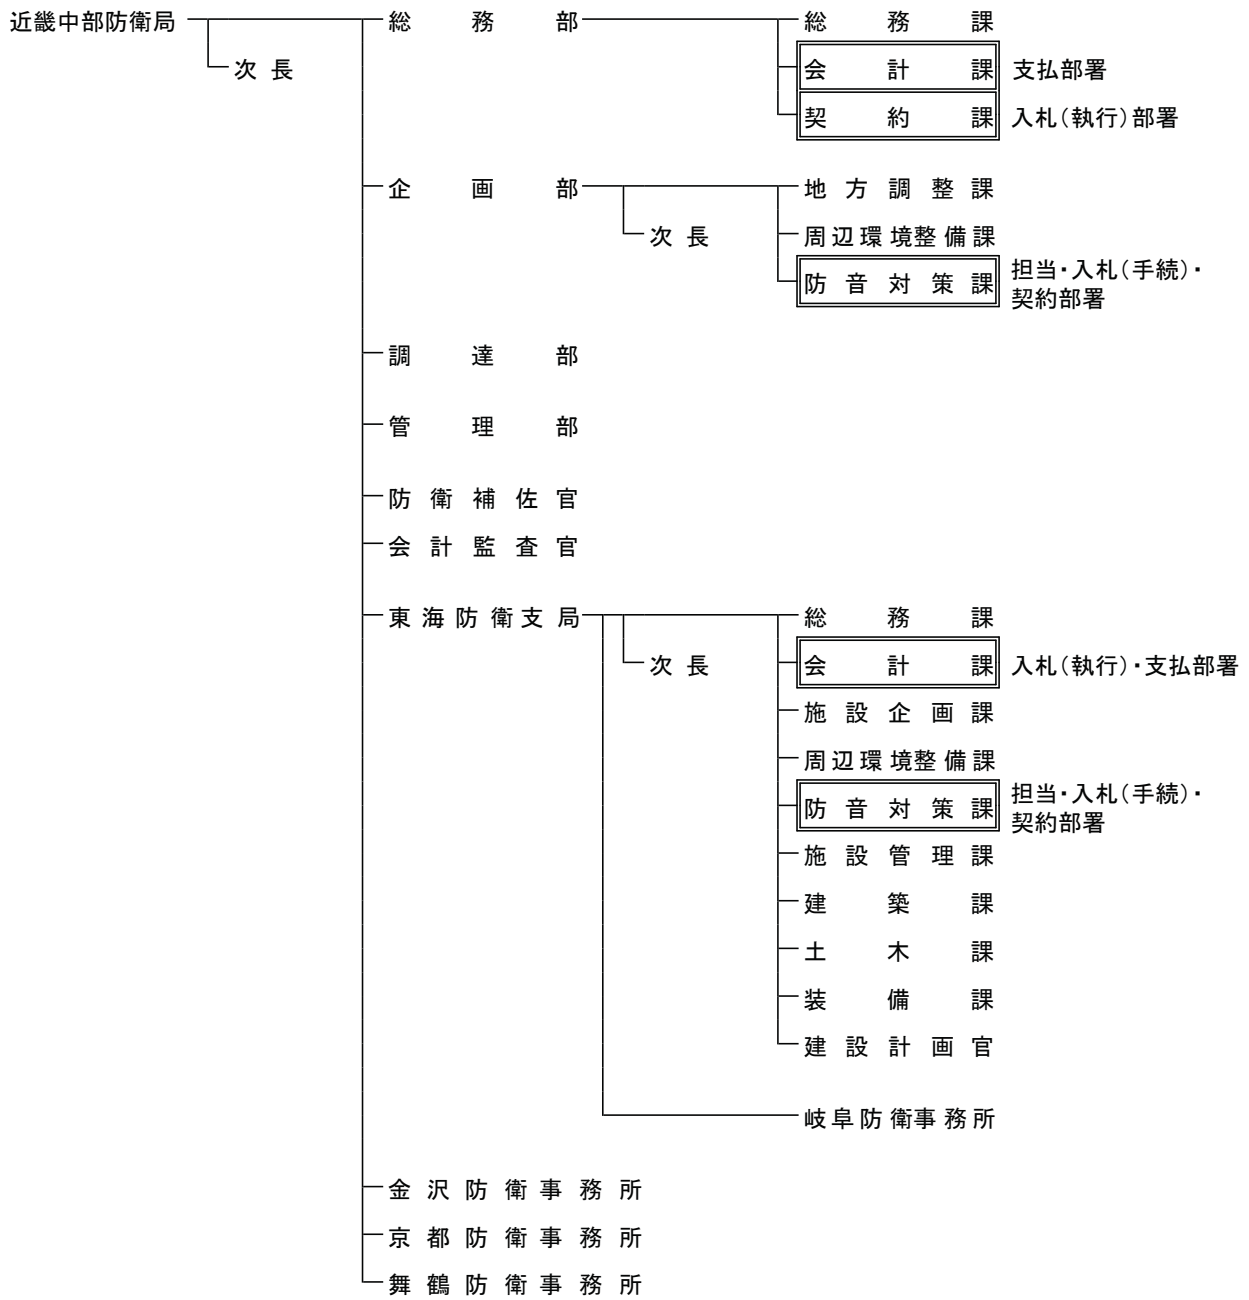 近畿中部防衛局 総務部 総務課
次長 会計課 支払部署
契約課 入札(執行)部署
企画部 地方調整課
次長 周辺環境整備課
防音対策課 担当・入札(手続)・
契約部署
調達部
管理部
防衛補佐官
会計監査官
東海防衛支局 総務課
次長 会計課 入札(執行)・支払部署
施設企画課
周辺環境整備課
防音対策課 担当・入札(手続)・
契約部署
施設管理課
建築課
土木課
装備課
建設計画官
岐阜防衛事務所
金沢防衛事務所
京都防衛事務所
舞鶴防衛事務所